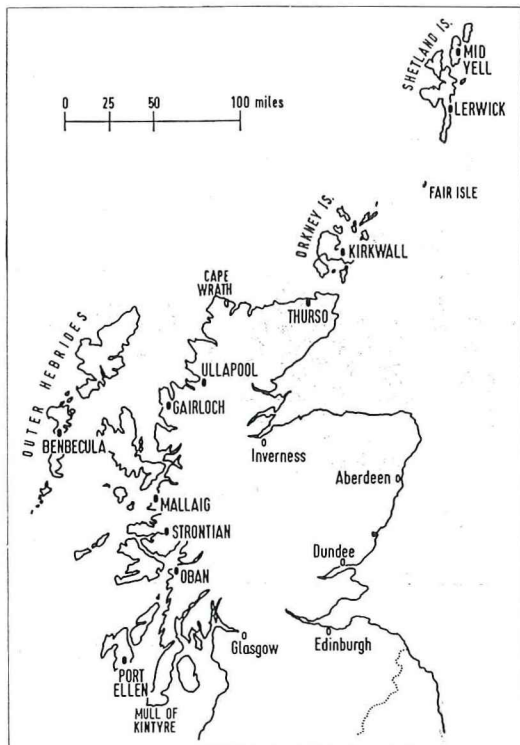 SHETLAND IS.
MID
YELL
LERWICK
0 25 50 100 miles
FAIR ISLE
ORKNEY IS.
KIRKWALL
CAPE
WRATH
THURSO
OUTER HEBRIDES
ULLAPOOL
GAIRLOCH
BENBECULA
Inverness
Aberdeen
MALLAIG
STRONTIAN
Dundee
OBAN
Glasgow
Edinburgh
PORT
ELLEN
MULL OF
KINTYRE